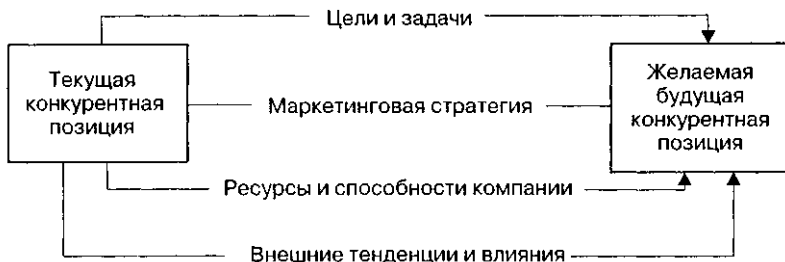 Цели и задачи
Текущая
конкурентная
позиция
Маркетинговая стратегия
Желаемая
будущая
конкурентная
позиция
Ресурсы и способности компании
Внешние тенденции и влияния